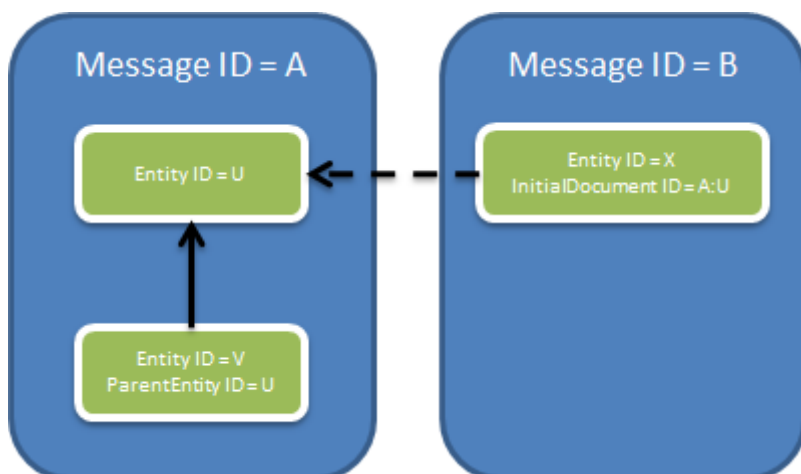 Message ID = A
Entity ID = U
Entity ID = V
ParentEntity ID = U
Message ID = B
Entity ID = X
InitialDocument ID = A:U